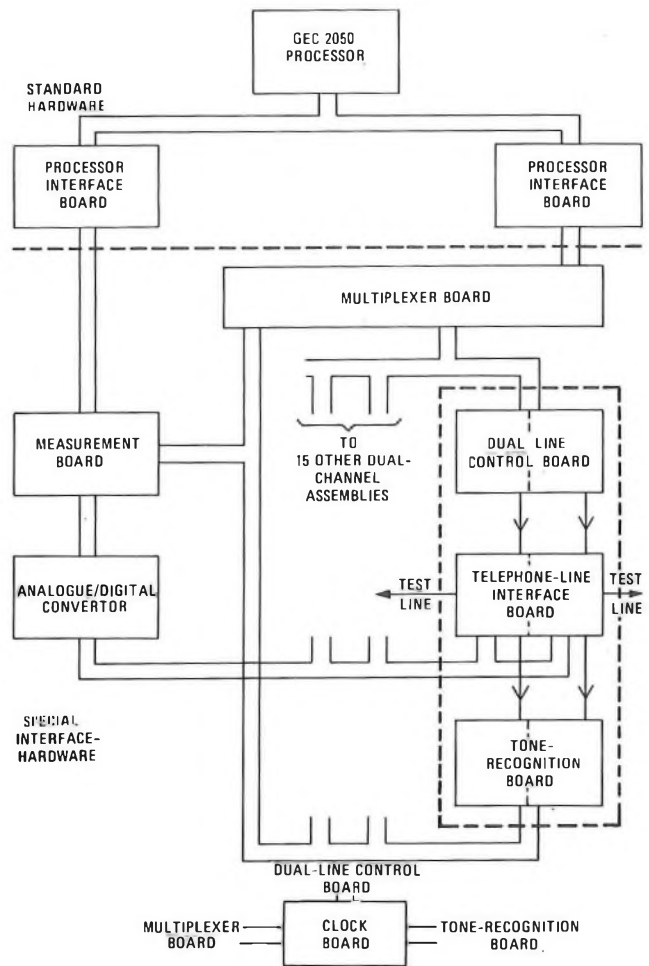 GEC 2050
PROCESSOR
STANDARD
HARDWARE
PROCESSOR
INTERFACE
BOARD
PROCESSOR
INTERFACE
BOARD
MULTIPLEXER BOARD
MEASUREMENT
BOARD
TO
15 OTHER DUAL-
CHANNEL
ASSEMBLIES
DUAL LINE
CONTROL BOARD
ANALOGUE/DIGITAL
CONVERTOR
TEST
LINE
TELEPHONE-LINE
INTERFACE
BOARD
TEST
LINE
SPECIAL
INTERFACE-
HARDWARE
TONE-
RECOGNITION
BOARD
DUAL-LINE CONTROL
BOARD
MULTIPLEXER
BOARD
CLOCK
BOARD
TONE-RECOGNITION
BOARD